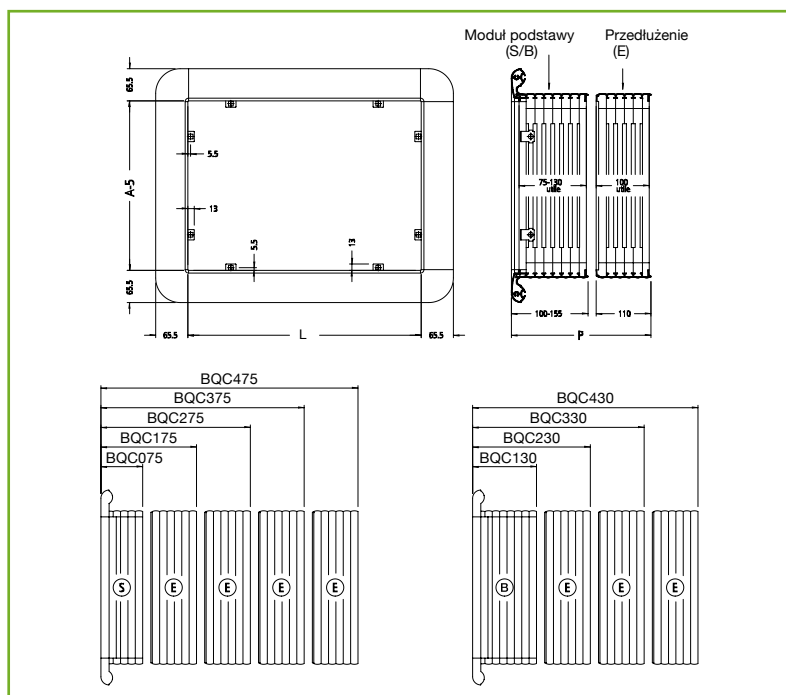 Moduł podstawy
(S/B)
Przedłużenie
(E)
65.5
A-5
65.5
5.5
13
5.5
13
65.5
L
65.5
75-130
utile
100
utile
100-155
110
P
BQC475
BQC375
BQC275
BQC175
BQC075
S
E
E
E
E
BQC430
BQC330
BQC230
BQC130
B
E
E
E